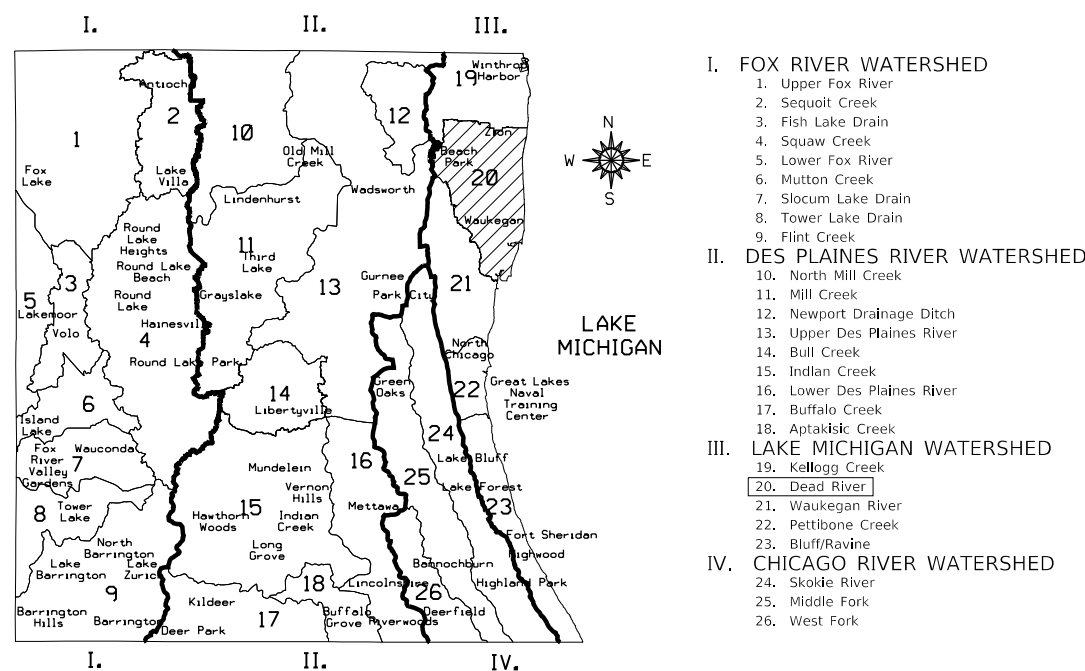 I.
II.
III.
19
Winthrop
Harbor
Antioch
2
12
1
10
Zion
Old Mill
Creek
Beach
Park
Fox
Lake
Lake
Villa
20
Wadsworth
Lindenhurst
Waukegan
Round
Lake
Heights
11
Third
Lake
Round Lake
Beach
3
Gurnee
21
5
Lakemoor
Round
Lake
Grayslake
13
Park City
Volo
Hainesville
4
North
Chicago
Round Lake Park
14
Libertyville
Green
Oaks
22
Great Lakes
Naval
Training
Center
6
Island
Lake
24
Fox
River
Valley
Gardens
Wauconda
7
Mundelein
16
Lake Bluff
25
Vernon
Hills
Lake Forest
8
Tower
Lake
15
Hawthorn
Woods
Indian
Creek
Mettawa
23
Fort Sheridan
North
Barrington
Long
Grove
Highwood
Lake
Barrington
Lake
Zurich
Bannochburn
9
18
Lincolnshire
Highland Park
26
Barrington
Hills
Barrington
Kildeer
17
Buffalo
Grove
Riverwoods
Deerfield
Deer Park
I.
II.
IV.
N
W
E
S
LAKE
MICHIGAN
I. FOX RIVER WATERSHED
1. Upper Fox River
2. Sequoit Creek
3. Fish Lake Drain
4. Squaw Creek
5. Lower Fox River
6. Mutton Creek
7. Slocum Lake Drain
8. Tower Lake Drain
9. Flint Creek
II. DES PLAINES RIVER WATERSHED
10. North Mill Creek
11. Mill Creek
12. Newport Drainage Ditch
13. Upper Des Plaines River
14. Bull Creek
15. Indlan Creek
16. Lower Des Plaines River
17. Buffalo Creek
18. Aptakisic Creek
III. LAKE MICHIGAN WATERSHED
19. Kellogg Creek
20. Dead River
21. Waukegan River
22. Pettibone Creek
23. Bluff/Ravine
IV. CHICAGO RIVER WATERSHED
24. Skokie River
25. Middle Fork
26. West Fork